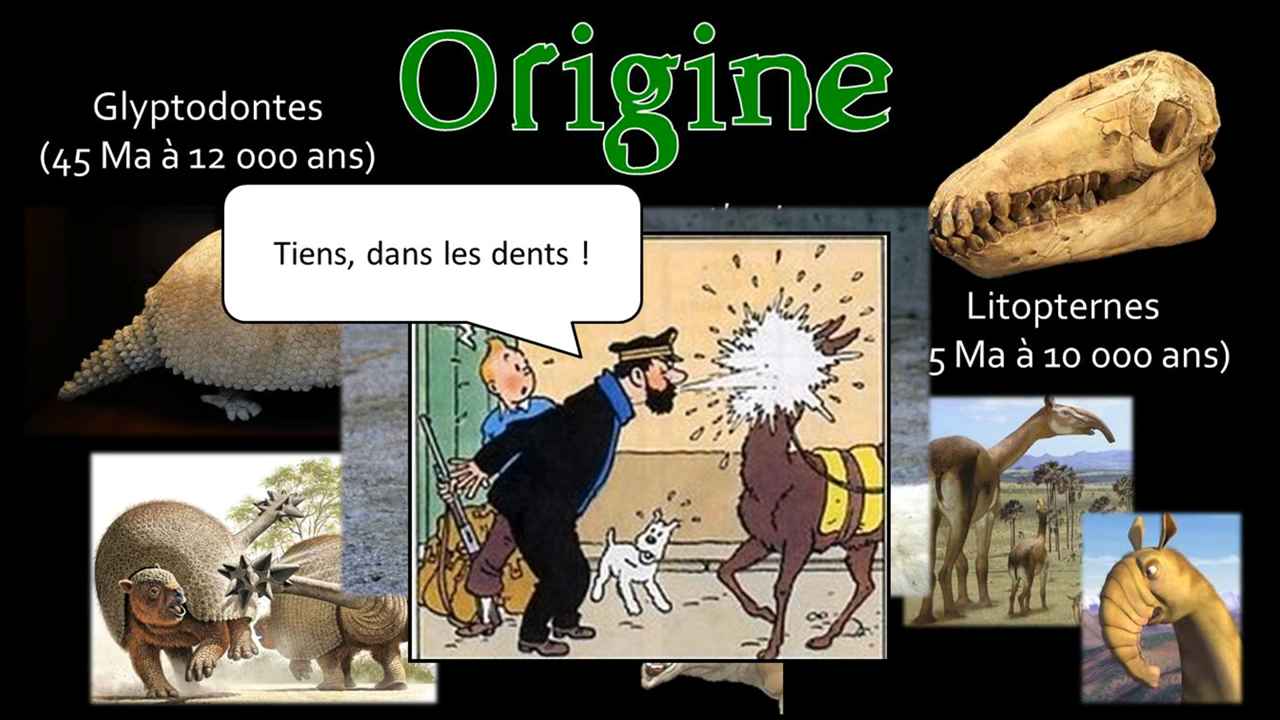 Origine
Glyptodontes
(45 Ma à 12 000 ans)
Tiens, dans les dents !
Litopternes
5 Ma à 10 000 ans)